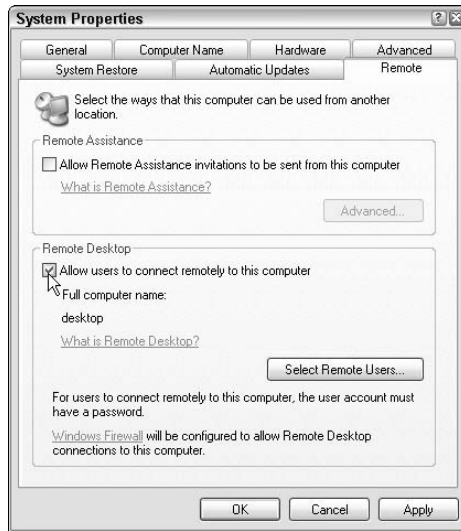 System Properties
General Computer Name Hardware Advanced
System Restore Automatic Updates Remote
Select the ways that this computer can be used from another
location.
Remote Assistance
Allow Remote Assistance invitations to be sent from this computer
What is Remote Assistance?
Advanced...
Remote Desktop
Allow users to connect remotely to this computer
Full computer name:
desktop
What is Remote Desktop?
Select Remote Users...
For users to connect remotely to this computer, the user account must
have a password.
Windows Firewall will be configured to allow Remote Desktop
connections to this computer.
OK Cancel Apply